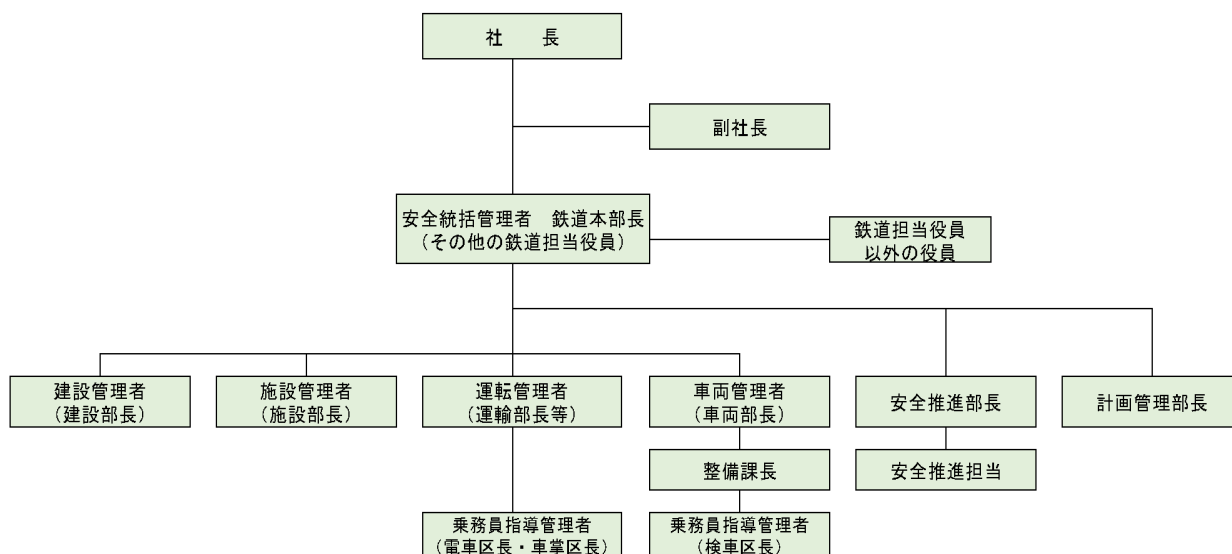 社　　長
副社長
安全統括管理者　鉄道本部長
（その他の鉄道担当役員）
鉄道担当役員
以外の役員
建設管理者
（建設部長）
施設管理者
（施設部長）
運転管理者
（運輸部長等）
車両管理者
（車両部長）
安全推進部長
計画管理部長
整備課長
安全推進担当
乗務員指導管理者
（電車区長・車掌区長）
乗務員指導管理者
（検車区長）